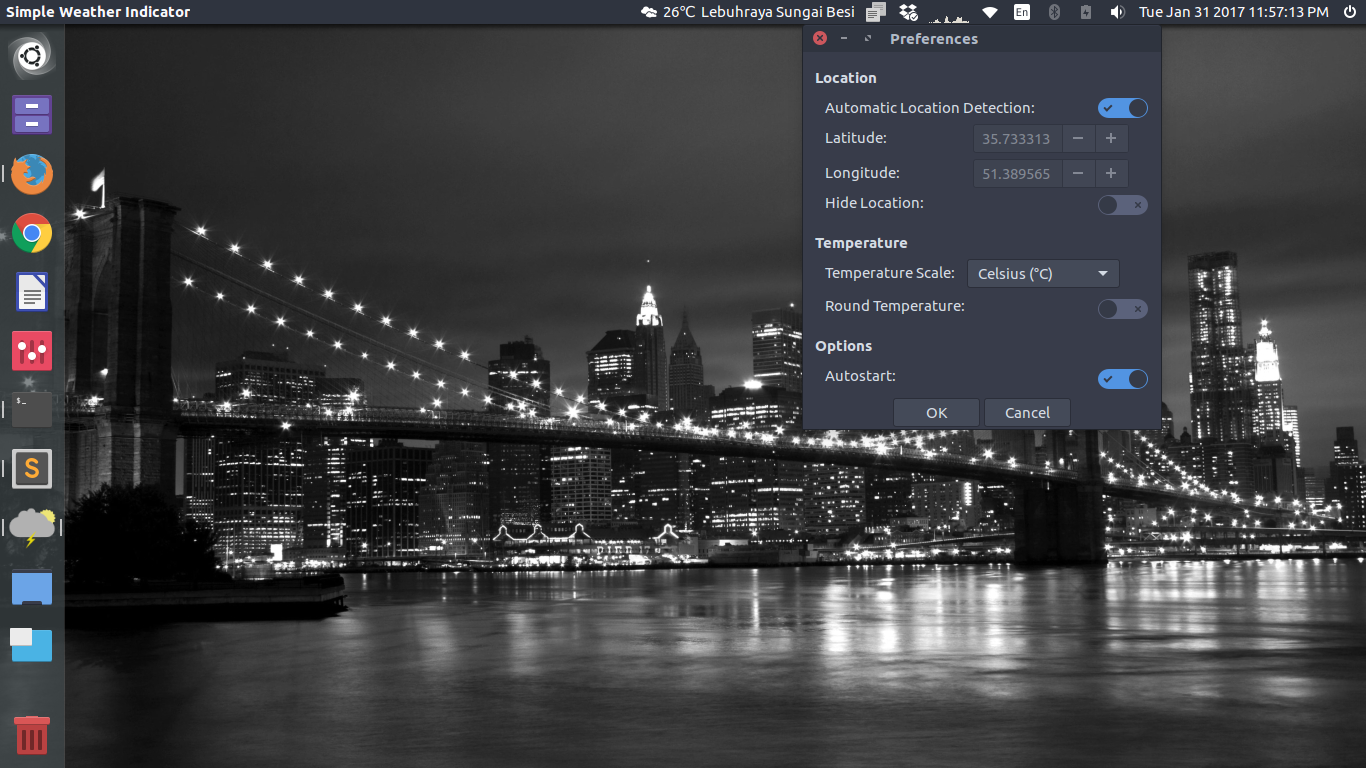 Simple Weather Indicator
26°C Lebuhraya Sungai Besi
En
Tue Jan 31 2017 11:57:13 PM
Preferences
Location
Automatic Location Detection:
Latitude: 35.733313
Longitude: 51.389565
Hide Location:
Temperature
Temperature Scale: Celsius (°C)
Round Temperature:
Options
Autostart:
OK Cancel
$_
S